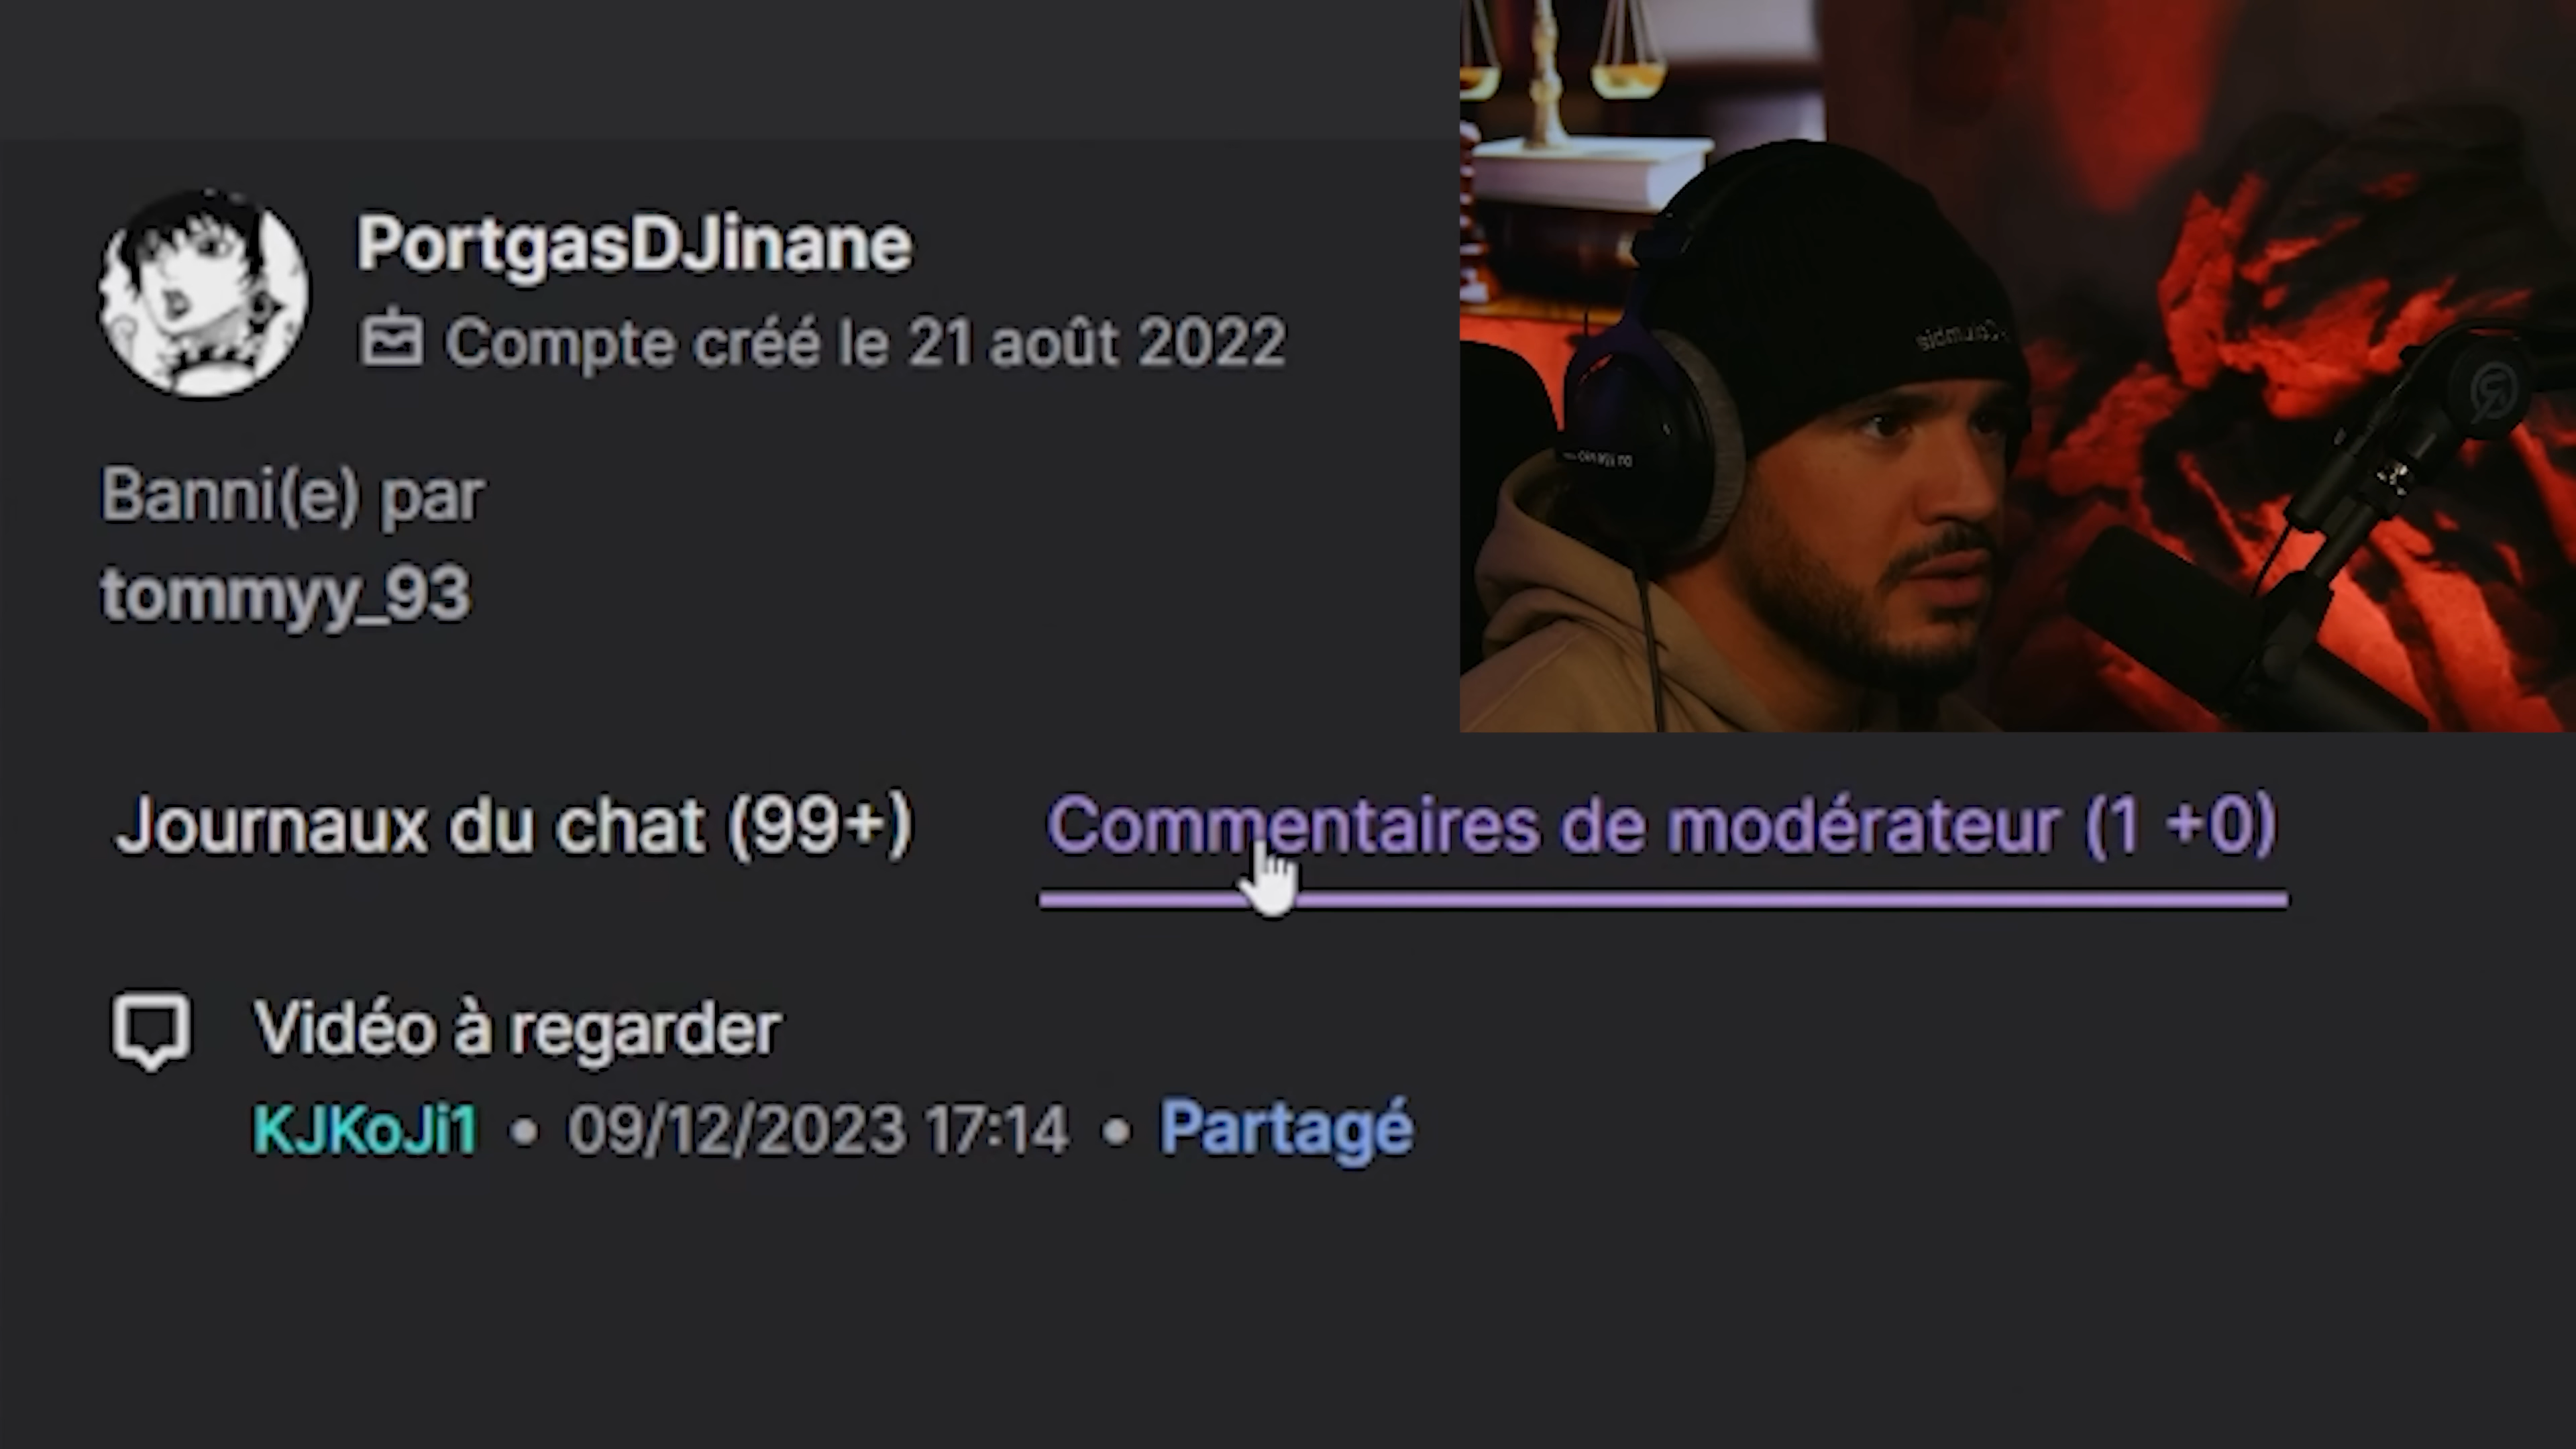 PortgasDJinane
Compte créé le 21 août 2022
Banni(e) par
tommyy_93
Journaux du chat (99+)
Commentaires de modérateur (1 +0)
Vidéo à regarder
KJKoJi1 • 09/12/2023 17:14 • Partagé